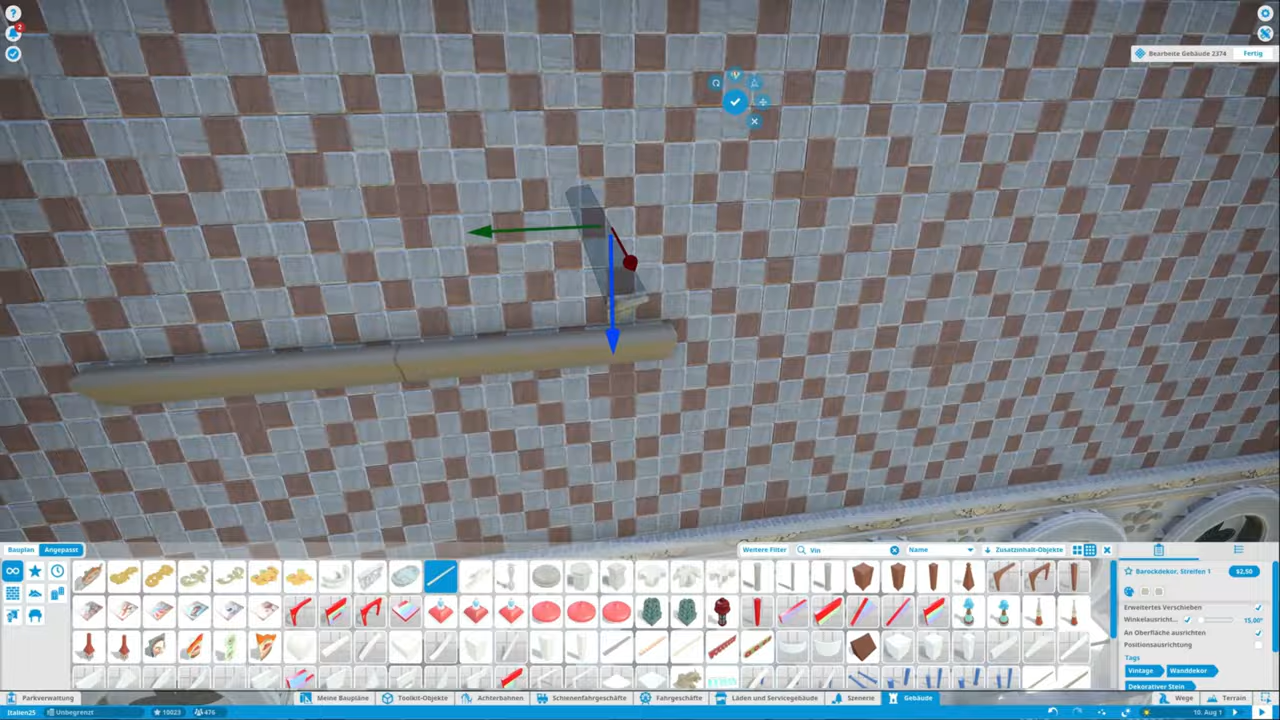 ?
2
Bearbeite Gebäude 2374
Fertig
Bauplan
Angepasst
Weitere Filter
Vin
Name
Zusatzinhalt-Objekte
Barockdekor, Streifen 1
$2,50
Erweitertes Verschieben
Winkelausricht...
15,00°
An Oberfläche ausrichten
Positionsausrichtung
Tags
Vintage
Wanddekor
Dekorativer Stein
Parkverwaltung
Meine Baupläne
Toolkit-Objekte
Achterbahnen
Schienenfahrgeschäfte
Fahrgeschäfte
Läden und Servicegebäude
Szenerie
Gebäude
Wege
Terrain
Italien25
Unbegrenzt
10023
476
10. Aug 1